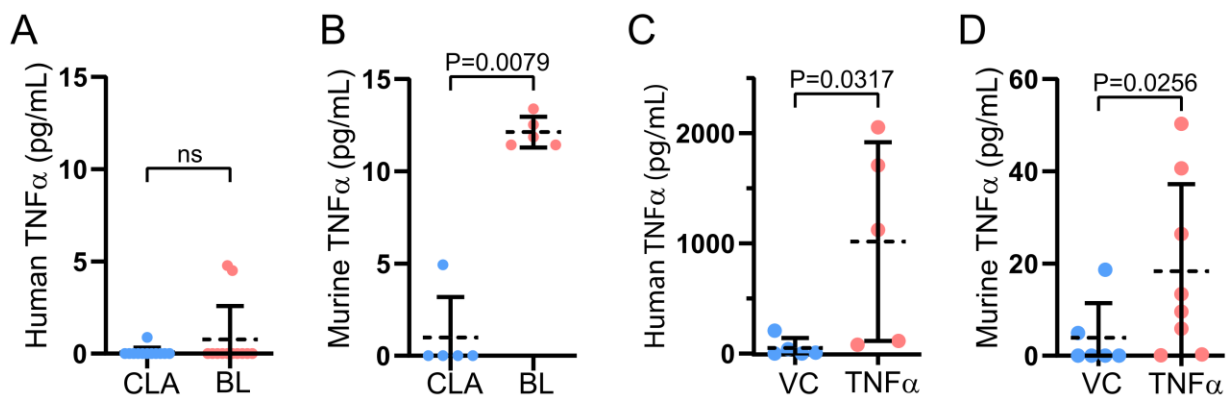 A
Human TNFα (pg/mL)
15
10
5
0
ns
CLA
BL
B
Murine TNFα (pg/mL)
15
10
5
0
P=0.0079
CLA
BL
C
Human TNFα (pg/mL)
2000
1000
0
P=0.0317
VC
TNFα
D
Murine TNFα (pg/mL)
60
40
20
0
P=0.0256
VC
TNFα